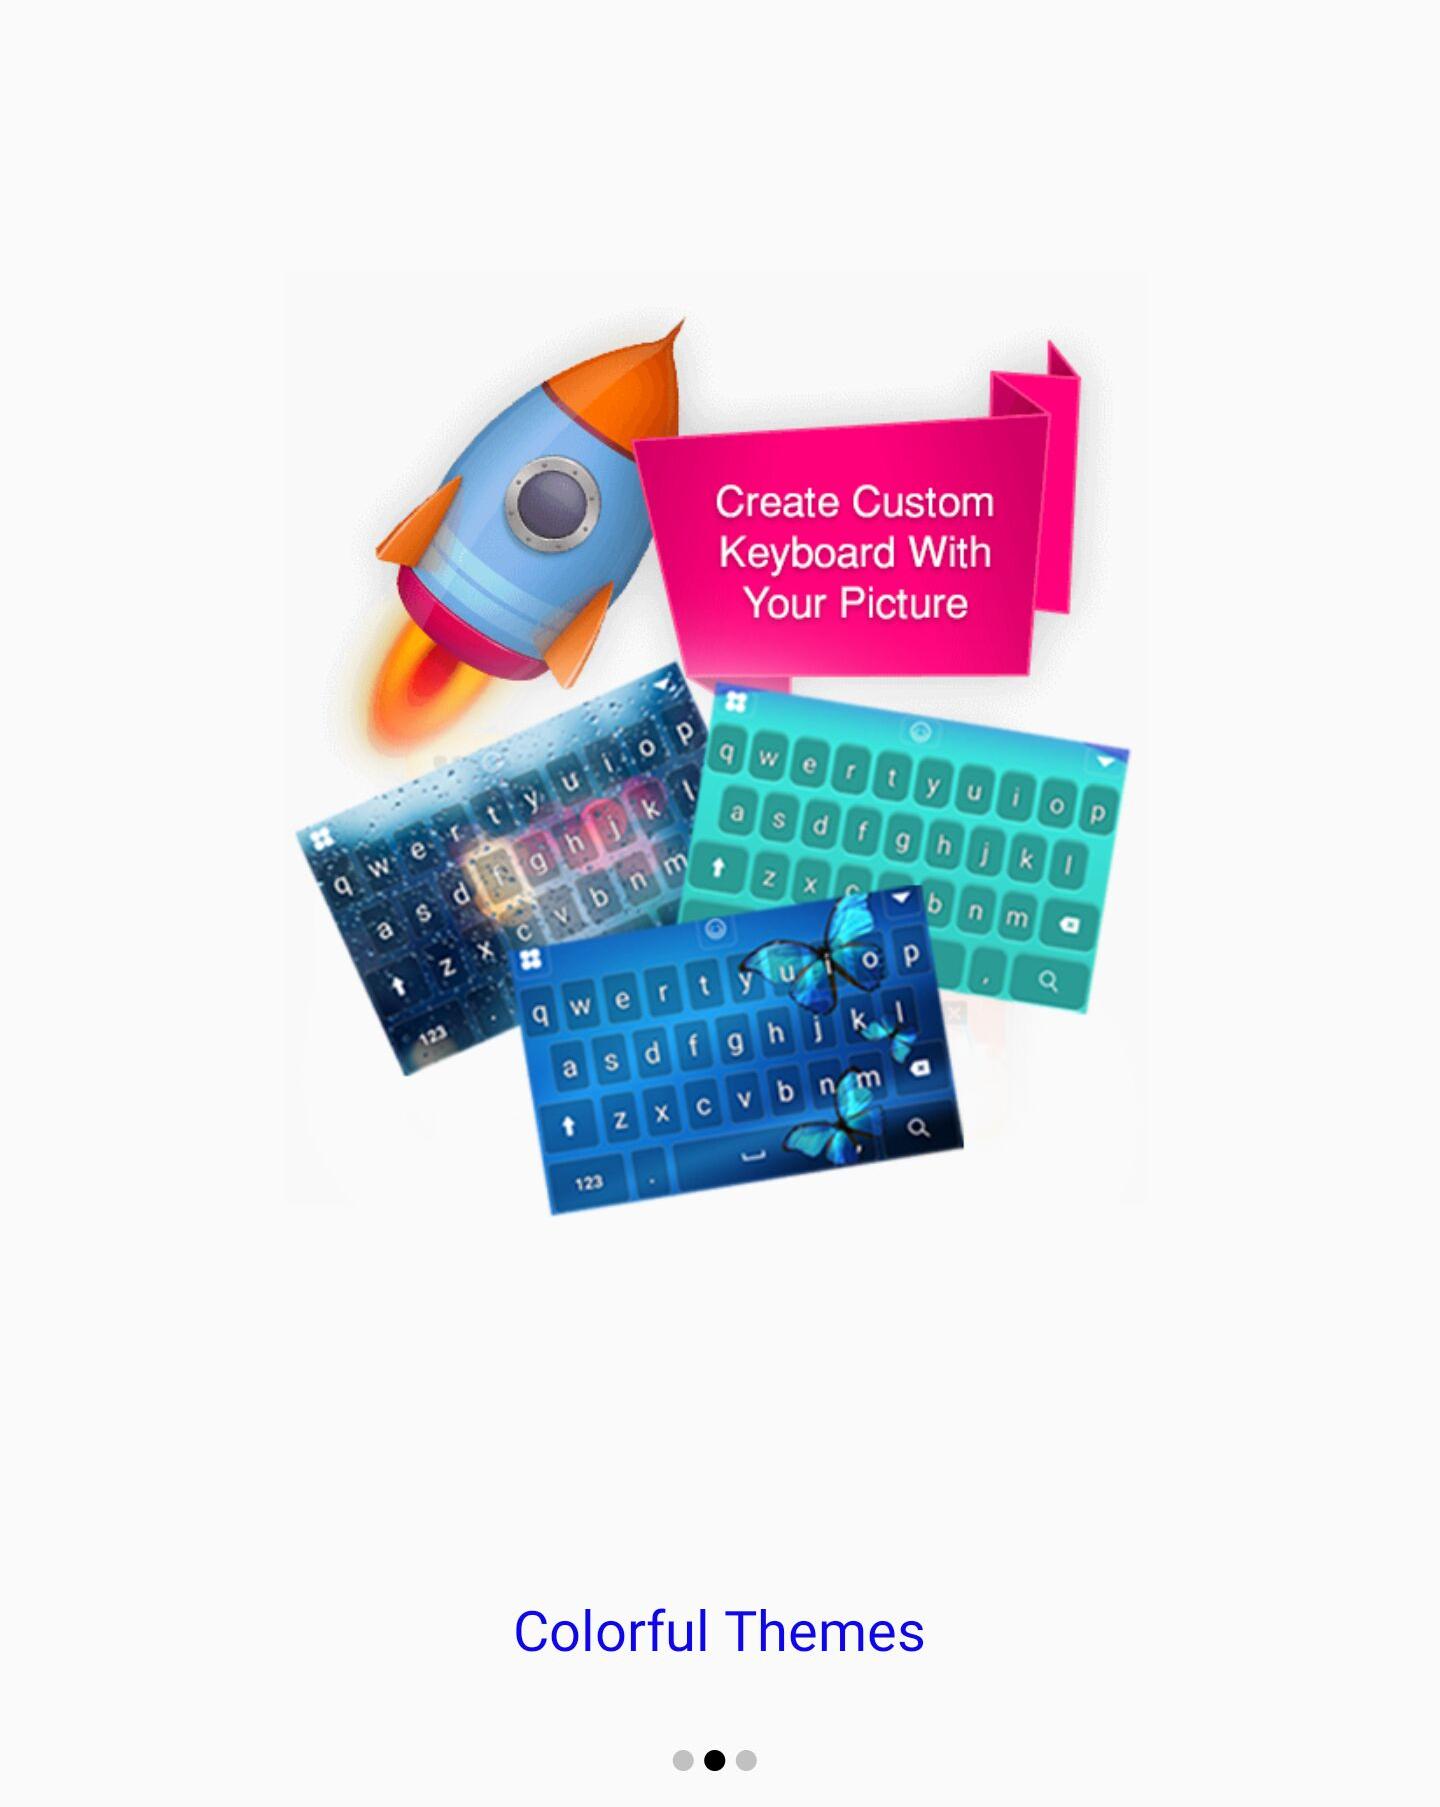 Create Custom
Keyboard With
Your Picture
q w e r t y u i o p
a s d f g h j k l
z x c v b n m
123 .
q w e r t y u i o p
a s d f g h j k l
z x c b n m
,
q w e r t y u i o p
a s d f g h j k l
z x c v b n m
123 . ,
Colorful Themes